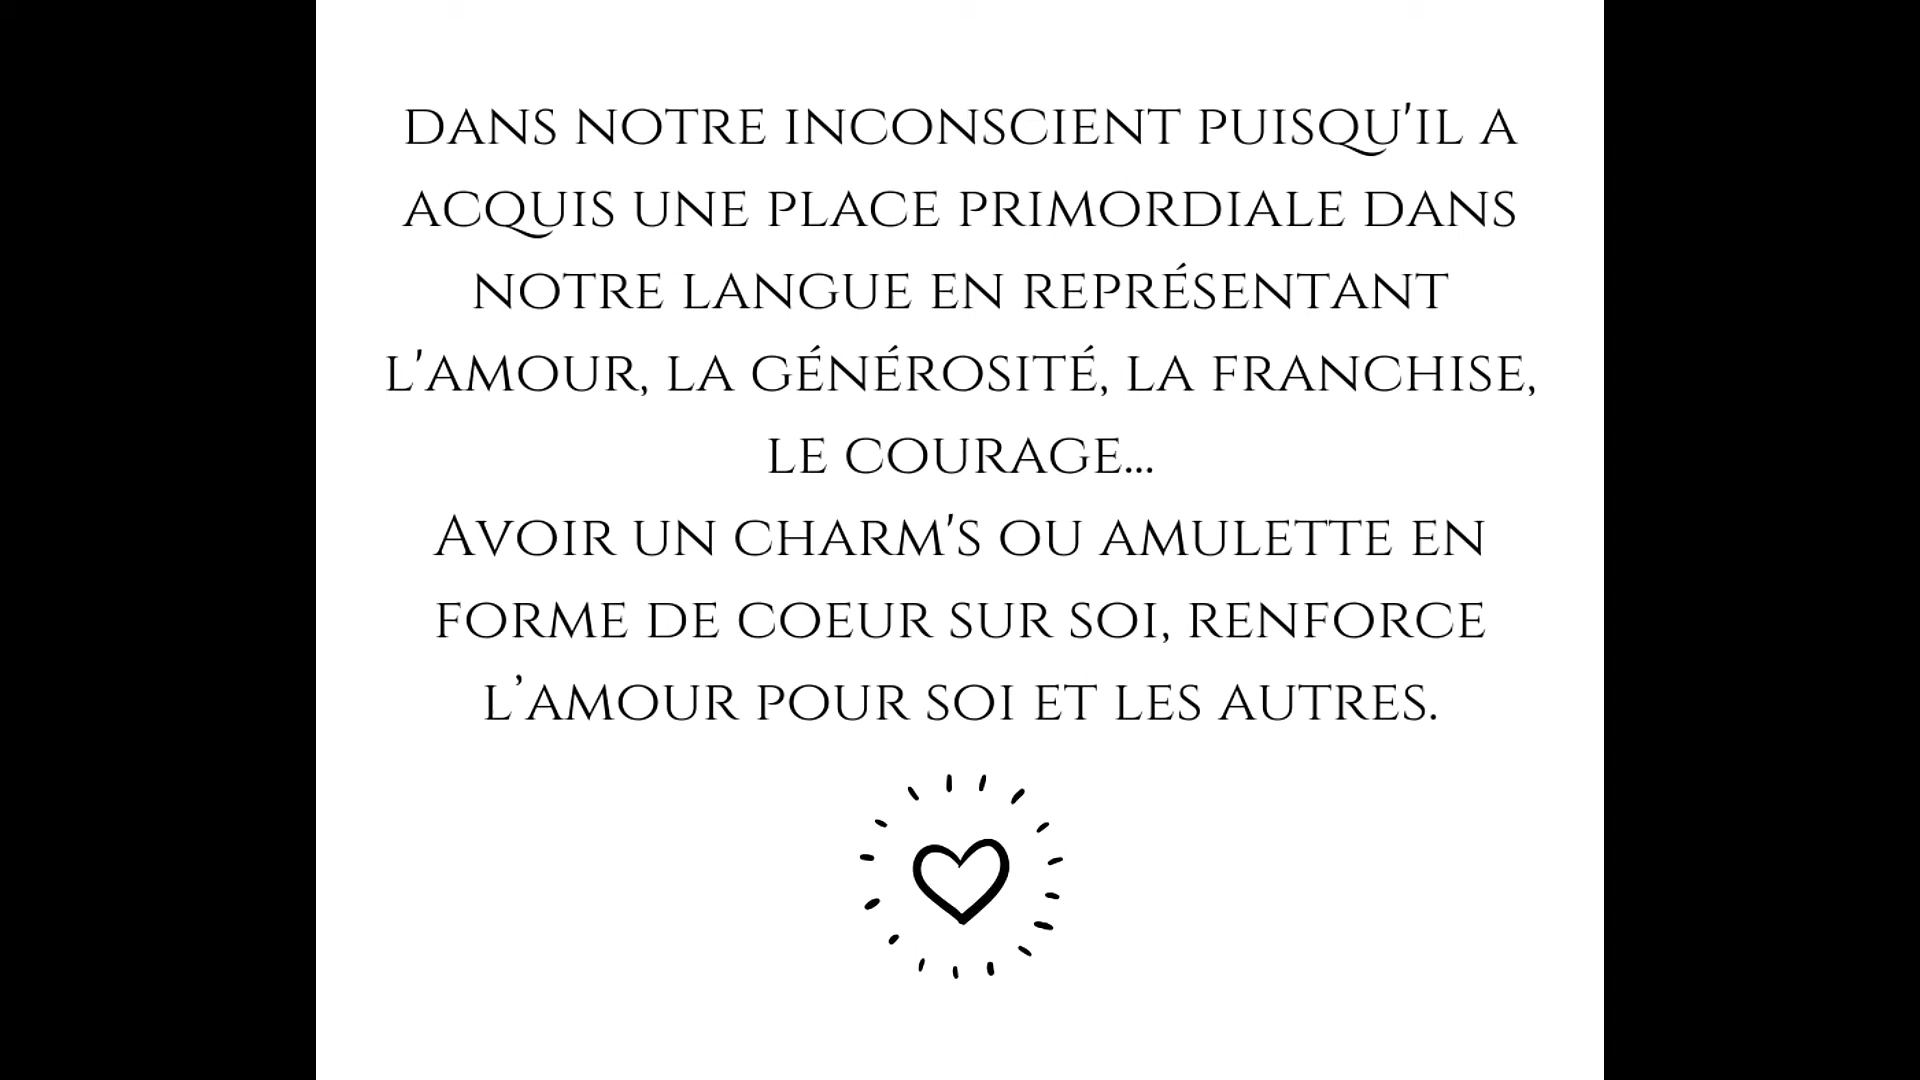 DANS NOTRE INCONSCIENT PUISQU'IL A
ACQUIS UNE PLACE PRIMORDIALE DANS
NOTRE LANGUE EN REPRÉSENTANT
L'AMOUR, LA GÉNÉROSITÉ, LA FRANCHISE,
LE COURAGE...
AVOIR UN CHARM'S OU AMULETTE EN
FORME DE COEUR SUR SOI, RENFORCE
L’AMOUR POUR SOI ET LES AUTRES.